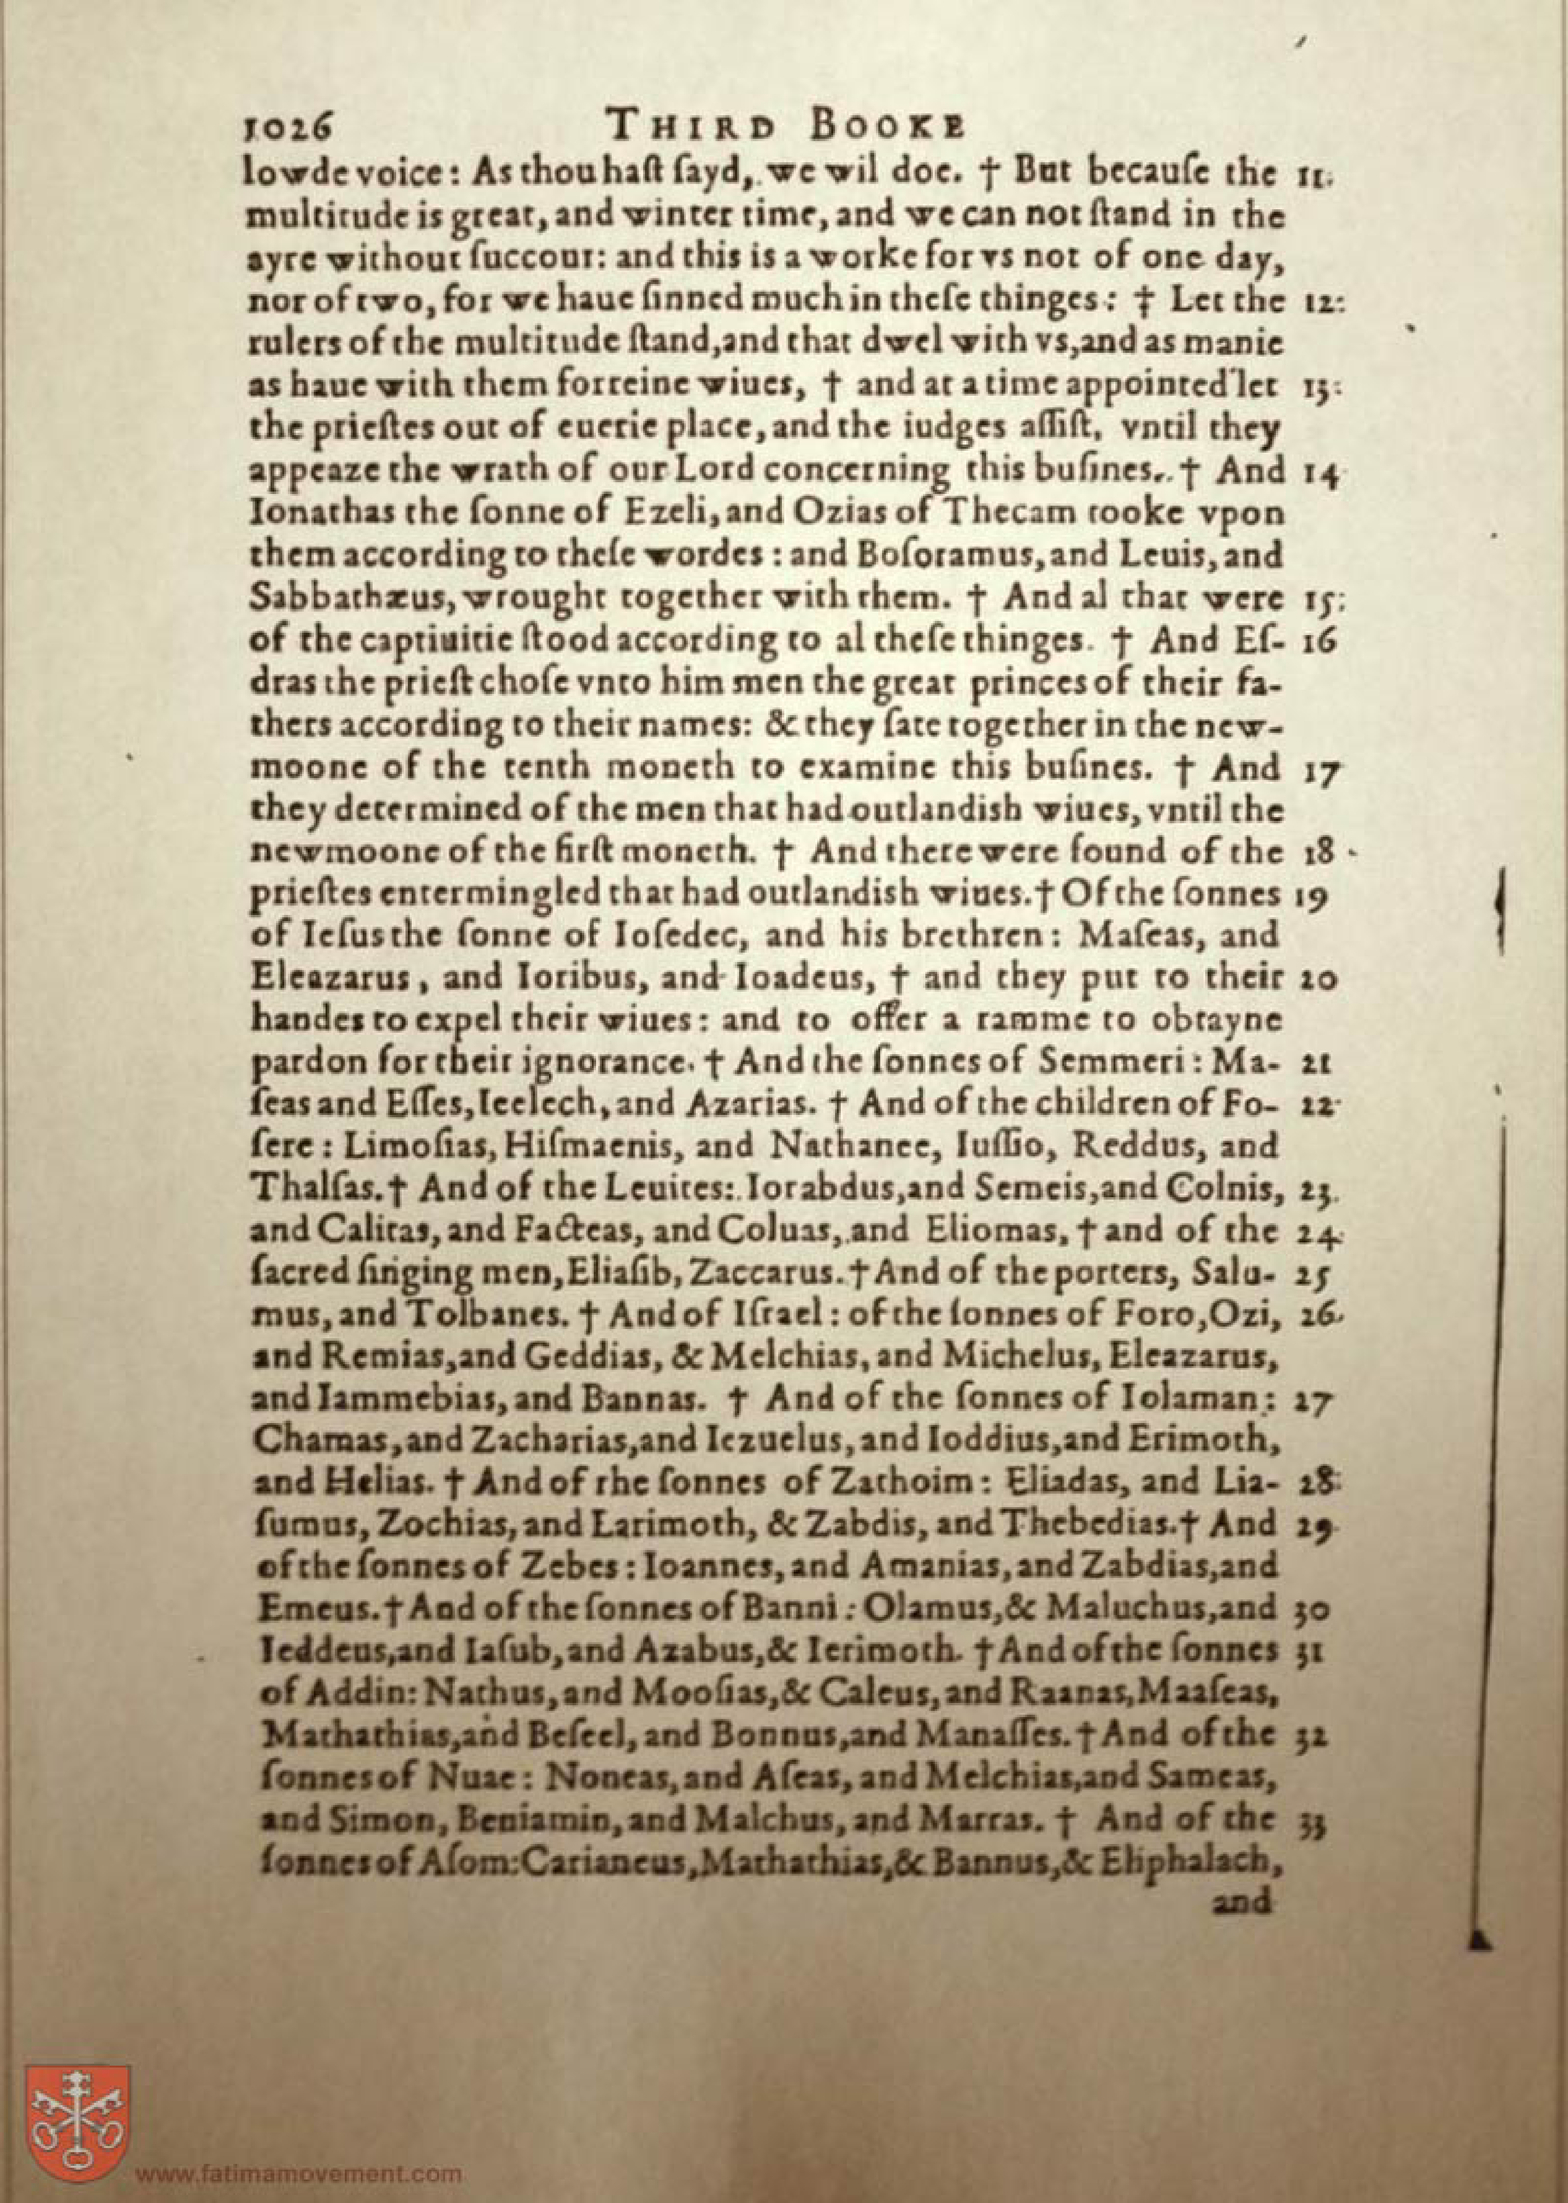 1026 THIRD BOOKE
lowde voice: As thou haſt ſayd, we wil doe. † But becauſe the 11
multitude is great, and winter time, and we can not ſtand in the
ayre without ſuccour: and this is a worke for vs not of one day,
nor of two, for we haue ſinned much in theſe thinges: † Let the 12
rulers of the multitude ſtand, and that dwel with vs, and as manie
as haue with them forreine wiues, † and at a time appointed let 13
the prieſtes out of euerie place, and the iudges aſſiſt, vntil they
appeaze the wrath of our Lord concerning this buſines. † And 14
Ionathas the ſonne of Ezeli, and Ozias of Thecam tooke vpon
them according to theſe wordes: and Boſoramus, and Leuis, and
Sabbathæus, wrought together with them. † And al that were 15
of the captiuitie ſtood according to al theſe thinges. † And Eſ- 16
dras the prieſt choſe vnto him men the great princes of their fa-
thers according to their names: & they ſate together in the new-
moone of the tenth moneth to examine this buſines. † And 17
they determined of the men that had outlandish wiues, vntil the
newmoone of the firſt moneth. † And there were found of the 18
prieſtes entermingled that had outlandish wiues. † Of the ſonnes 19
of Ieſus the ſonne of Ioſedec, and his brethren: Maſeas, and
Eleazarus, and Ioribus, and Ioadeus, † and they put to their 20
handes to expel their wiues: and to offer a ramme to obtayne
pardon for their ignorance. † And the ſonnes of Semmeri: Ma- 21
ſeas and Eſſes, Ieelech, and Azarias. † And of the children of Fo- 22
ſere: Limoſias, Hiſmaenis, and Nathanee, Iuſſio, Reddus, and
Thalſas. † And of the Leuites: Iorabdus, and Semeis, and Colnis, 23
and Calitas, and Facteas, and Coluas, and Eliomas, † and of the 24
ſacred ſinging men, Eliaſib, Zaccarus. † And of the porters, Salu- 25
mus, and Tolbanes. † And of Iſrael: of the ſonnes of Foro, Ozi, 26
and Remias, and Geddias, & Melchias, and Michelus, Eleazarus,
and Iammebias, and Bannas. † And of the ſonnes of Iolaman: 27
Chamas, and Zacharias, and Iezuelus, and Ioddius, and Erimoth,
and Helias. † And of the ſonnes of Zathoim: Eliadas, and Lia- 28
ſumus, Zochias, and Larimoth, & Zabdis, and Thebedias. † And 29
of the ſonnes of Zebes: Ioannes, and Amanias, and Zabdias, and
Emeus. † And of the ſonnes of Banni: Olamus, & Maluchus, and 30
Ieddeus, and Iaſub, and Azabus, & Ierimoth. † And of the ſonnes 31
of Addin: Nathus, and Mooſias, & Caleus, and Raanas, Maaſeas,
Mathathias, and Beſeel, and Bonnus, and Manaſſes. † And of the 32
ſonnes of Nuae: Noneas, and Aſeas, and Melchias, and Sameas,
and Simon, Beniamin, and Malchus, and Marras. † And of the 33
ſonnes of Aſom: Carianeus, Mathathias, & Bannus, & Eliphalach,
and
www.fatimamovement.com